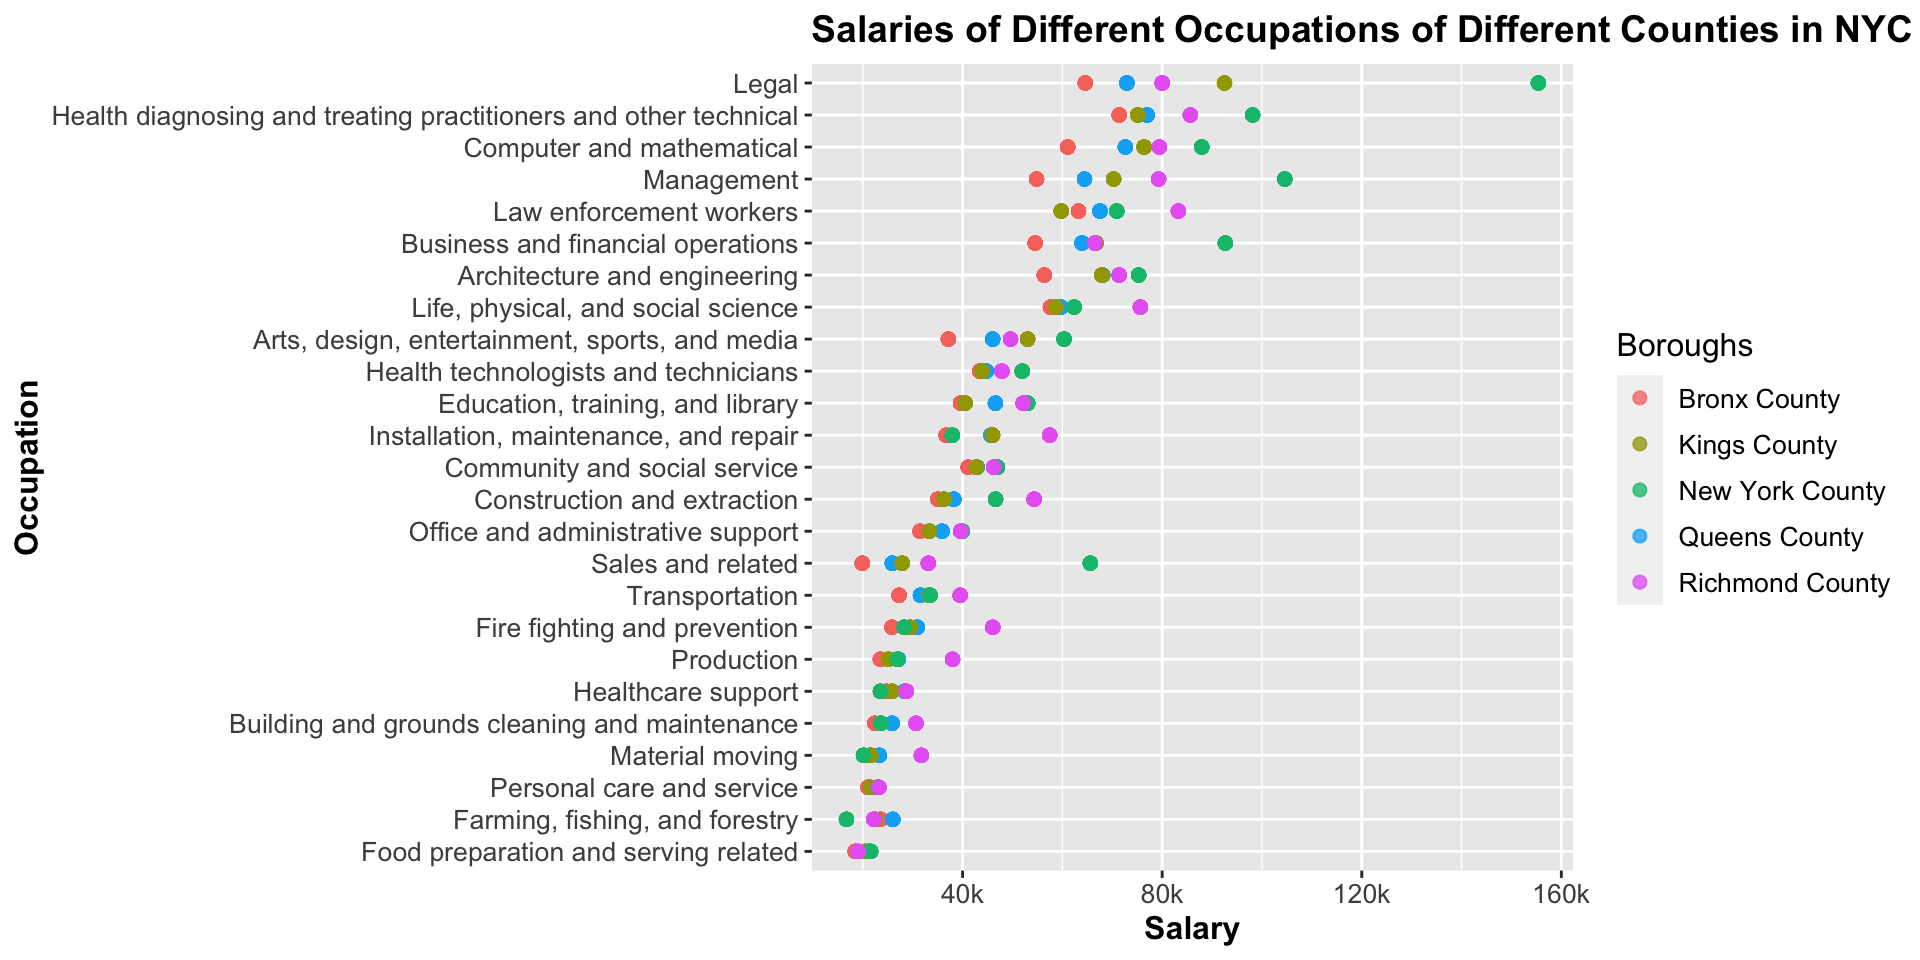 Salaries of Different Occupations of Different Counties in NYC
Occupation
Legal
Health diagnosing and treating practitioners and other technical
Computer and mathematical
Management
Law enforcement workers
Business and financial operations
Architecture and engineering
Life, physical, and social science
Arts, design, entertainment, sports, and media
Health technologists and technicians
Education, training, and library
Installation, maintenance, and repair
Community and social service
Construction and extraction
Office and administrative support
Sales and related
Transportation
Fire fighting and prevention
Production
Healthcare support
Building and grounds cleaning and maintenance
Material moving
Personal care and service
Farming, fishing, and forestry
Food preparation and serving related
40k 80k 120k 160k
Salary
Boroughs
Bronx County
Kings County
New York County
Queens County
Richmond County